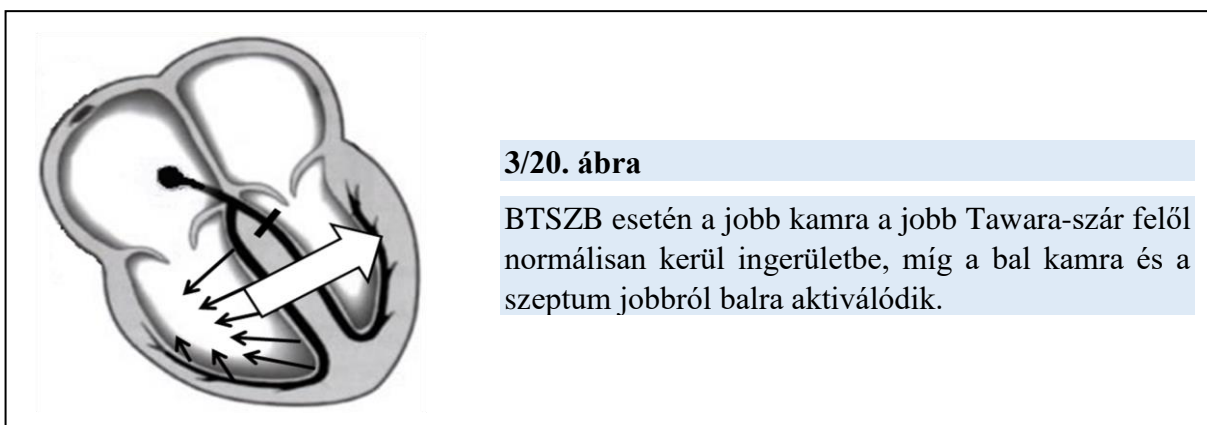 3/20. ábra
BTSZB esetén a jobb kamra a jobb Tawara-szár felől
normálisan kerül ingerületbe, míg a bal kamra és a
szeptum jobbról balra aktiválódik.